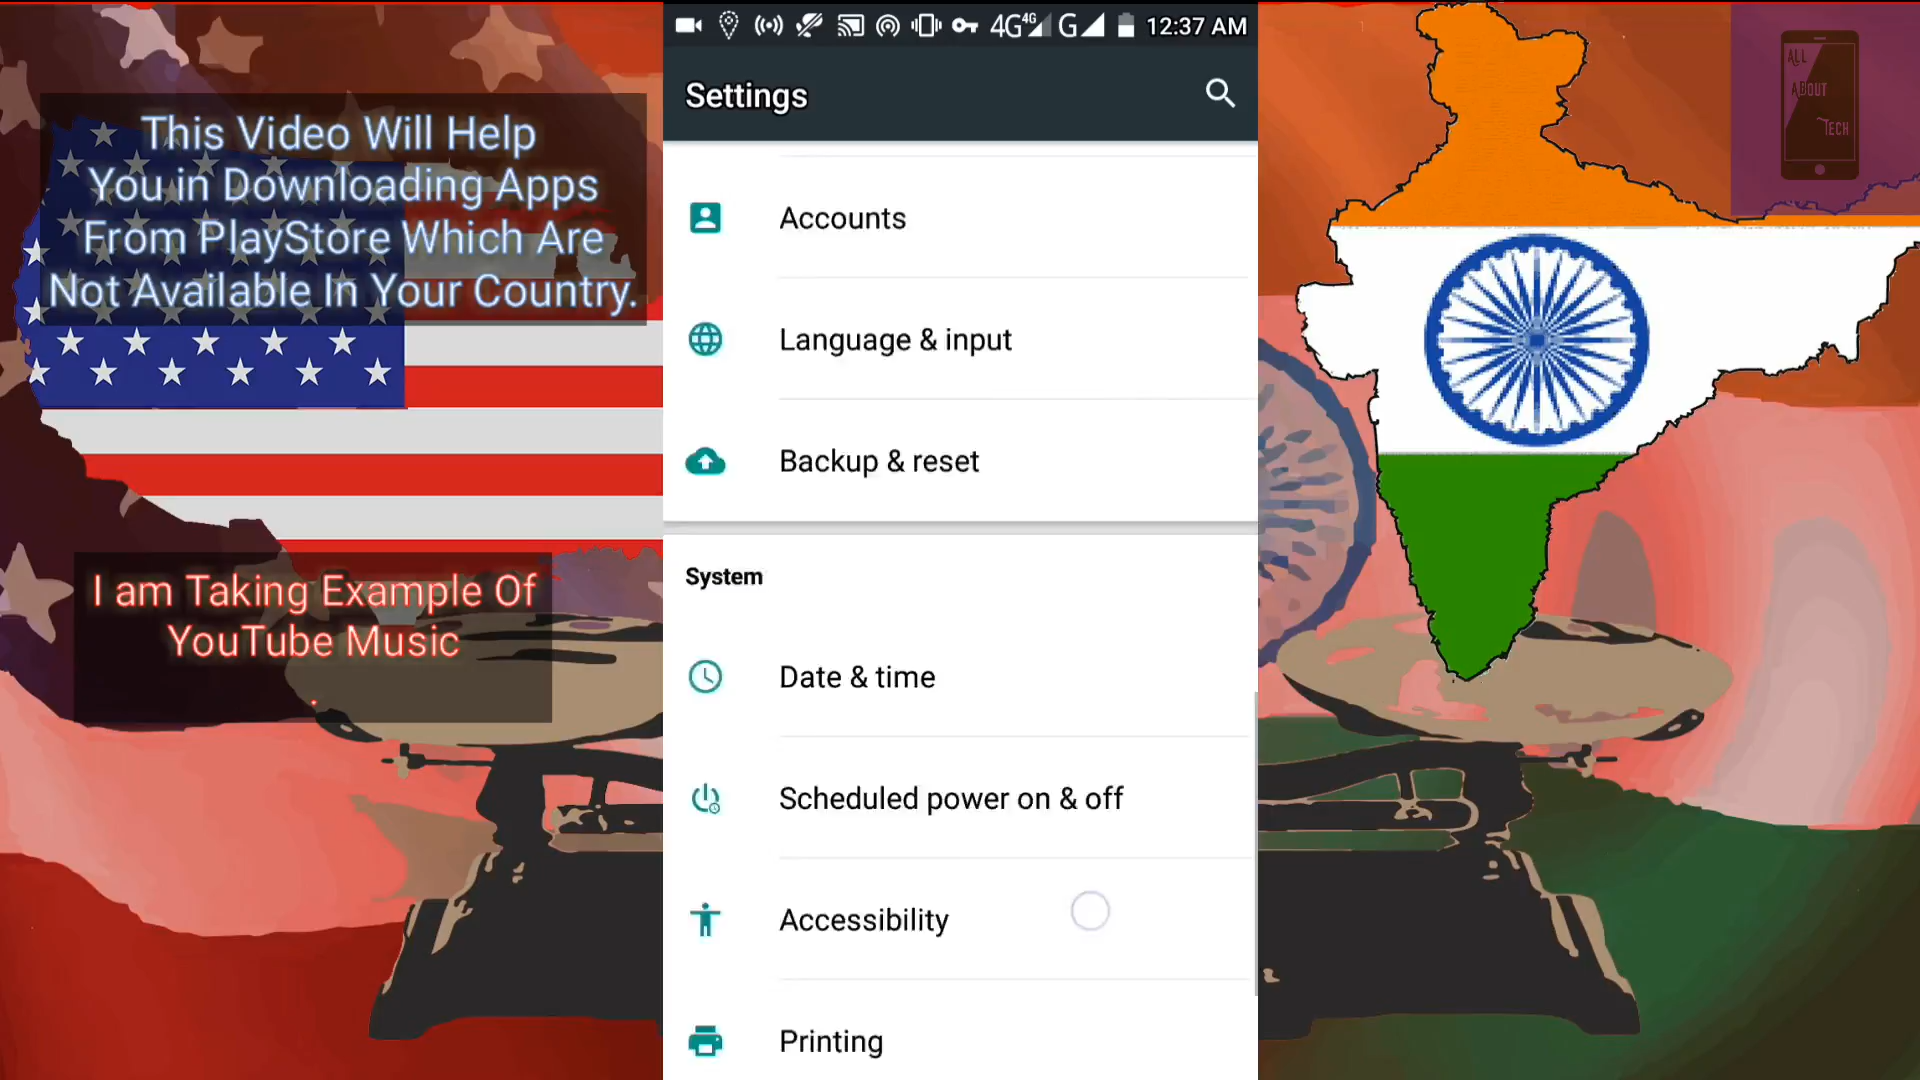 This Video Will Help
You in Downloading Apps
From PlayStore Which Are
Not Available In Your Country.
I am Taking Example Of
YouTube Music
.
4G 4G G 12:37 AM
Settings
Accounts
Language & input
Backup & reset
System
Date & time
Scheduled power on & off
Accessibility
Printing
ALL
ABOUT
TECH